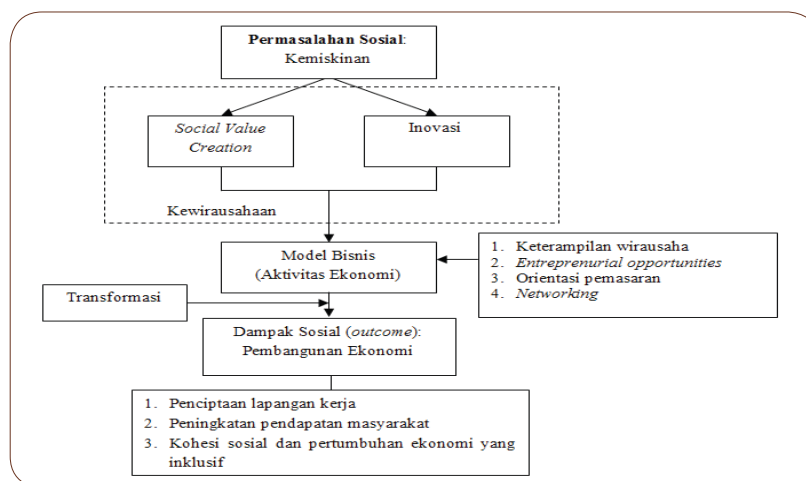 Permasalahan Sosial:
Kemiskinan
Social Value
Creation
Inovasi
Kewirausahaan
Model Bisnis
(Aktivitas Ekonomi)
1. Keterampilan wirausaha
2. Entreprenurial opportunities
3. Orientasi pemasaran
4. Networking
Transformasi
Dampak Sosial (outcome):
Pembangunan Ekonomi
1. Penciptaan lapangan kerja
2. Peningkatan pendapatan masyarakat
3. Kohesi sosial dan pertumbuhan ekonomi yang
inklusif